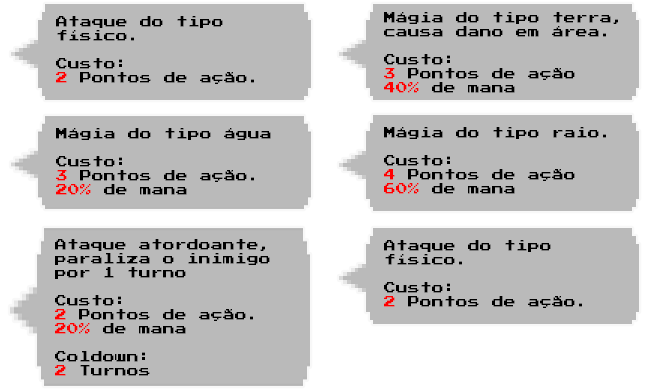 Ataque do tipo
físico.
Custo:
2 Pontos de ação.
Mágia do tipo terra,
causa dano em área.
Custo:
3 Pontos de ação
40% de mana
Mágia do tipo água
Custo:
3 Pontos de ação.
20% de mana
Mágia do tipo raio.
Custo:
4 Pontos de ação
60% de mana
Ataque atordoante,
paraliza o inimigo
por 1 turno
Custo:
2 Pontos de ação.
20% de mana
Coldown:
2 Turnos
Ataque do tipo
físico.
Custo:
2 Pontos de ação.